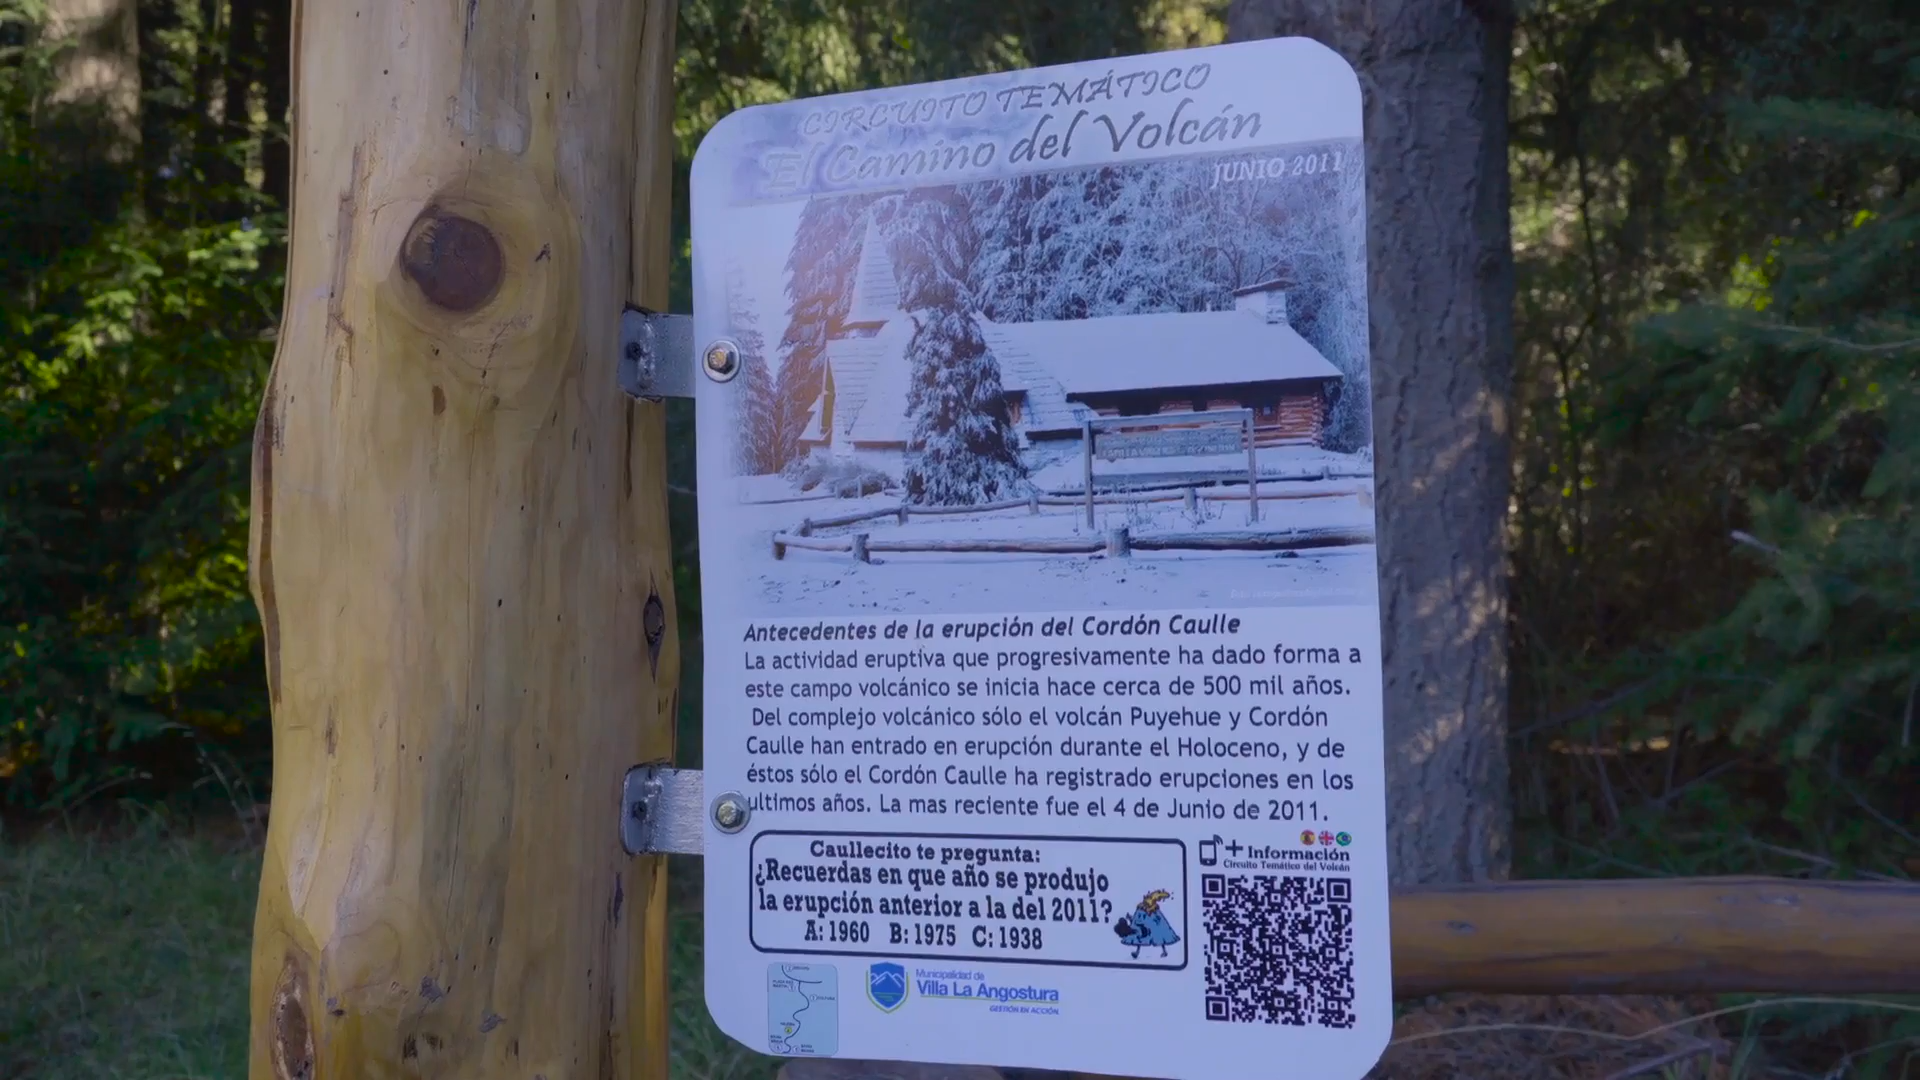 CIRCUITO TEMÁTICO
El Camino del Volcán
JUNIO 2011
Antecedentes de la erupción del Cordón Caulle
La actividad eruptiva que progresivamente ha dado forma a
este campo volcánico se inicia hace cerca de 500 mil años.
Del complejo volcánico sólo el volcán Puyehue y Cordón
Caulle han entrado en erupción durante el Holoceno, y de
éstos sólo el Cordón Caulle ha registrado erupciones en los
ultimos años. La mas reciente fue el 4 de Junio de 2011.
Caullecito te pregunta:
¿Recuerdas en que año se produjo
la erupción anterior a la del 2011?
A: 1960 B: 1975 C: 1938
+ Información
Circuito Temático del Volcán
Municipalidad de
Villa La Angostura
GESTIÓN EN ACCIÓN